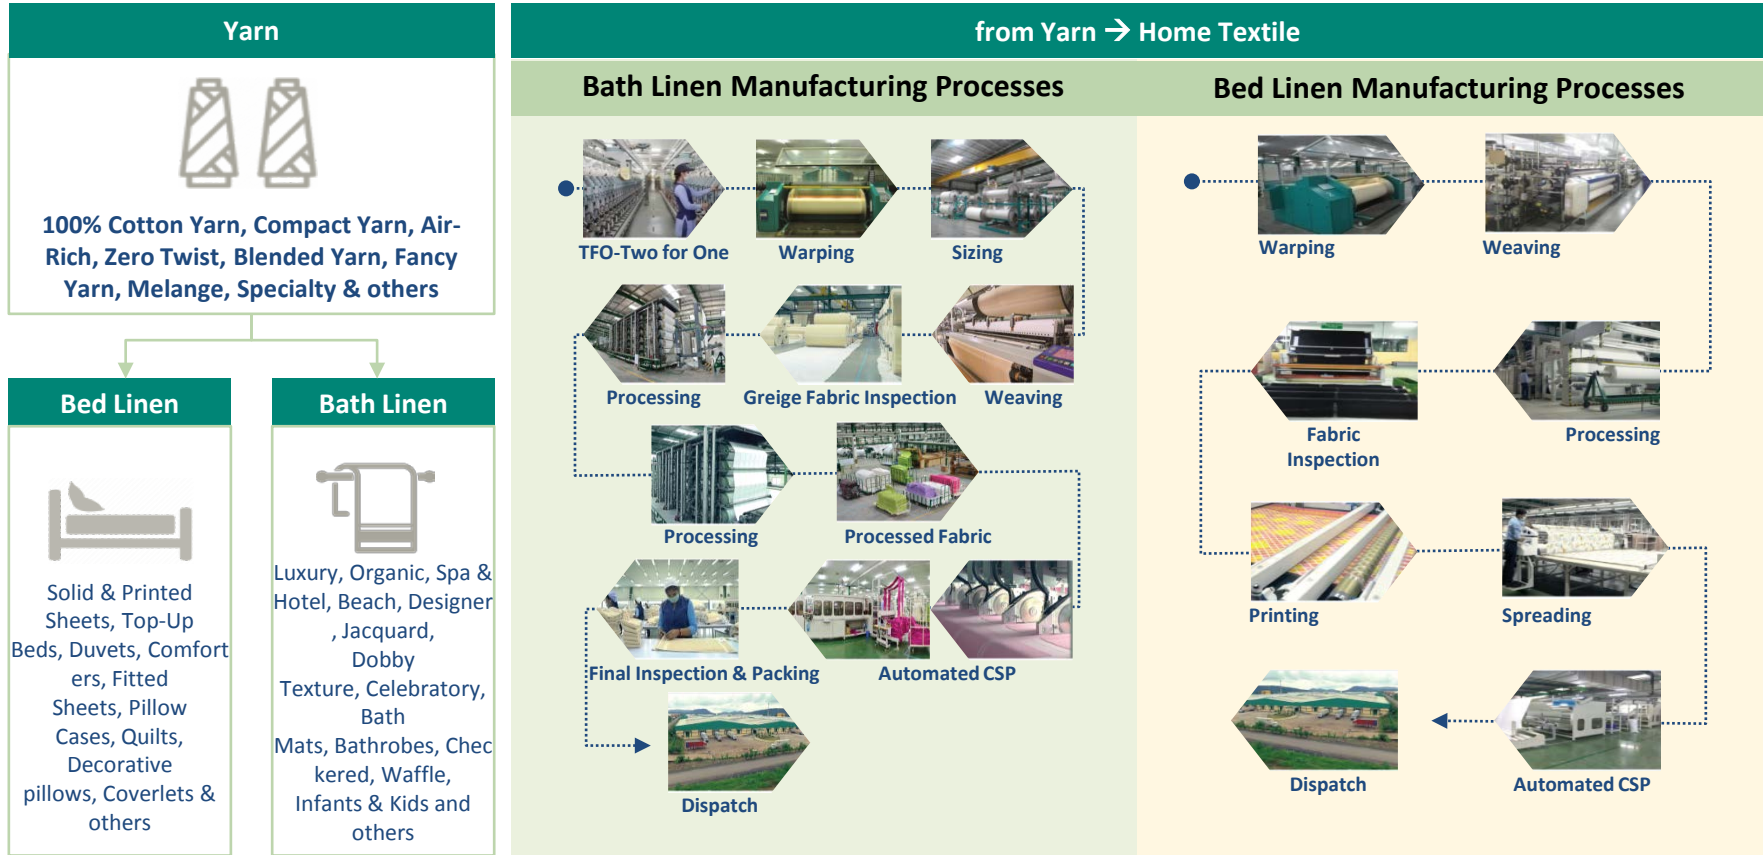 Yarn
100% Cotton Yarn, Compact Yarn, Air-
Rich, Zero Twist, Blended Yarn, Fancy
Yarn, Melange, Specialty & others
Bed Linen
Solid & Printed
Sheets, Top-Up
Beds, Duvets, Comfort
ers, Fitted
Sheets, Pillow
Cases, Quilts,
Decorative
pillows, Coverlets &
others
Bath Linen
Luxury, Organic, Spa &
Hotel, Beach, Designer
, Jacquard,
Dobby
Texture, Celebratory,
Bath
Mats, Bathrobes, Chec
kered, Waffle,
Infants & Kids and
others
from Yarn → Home Textile
Bath Linen Manufacturing Processes
TFO-Two for One
Warping
Sizing
Processing
Greige Fabric Inspection
Weaving
Processing
Processed Fabric
Final Inspection & Packing
Automated CSP
Dispatch
Bed Linen Manufacturing Processes
Warping
Weaving
Fabric
Inspection
Processing
Printing
Spreading
Dispatch
Automated CSP